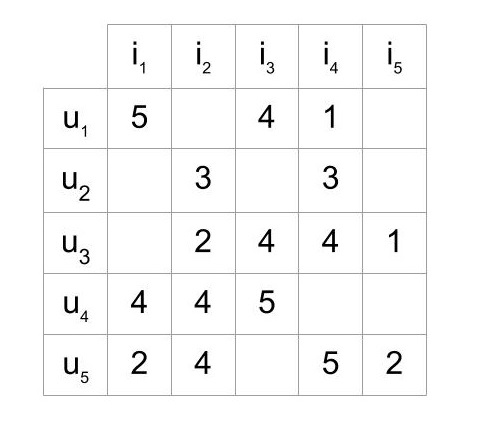 i₁ i₂ i₃ i₄ i₅
u₁ 5 4 1
u₂ 3 3
u₃ 2 4 4 1
u₄ 4 4 5
u₅ 2 4 5 2